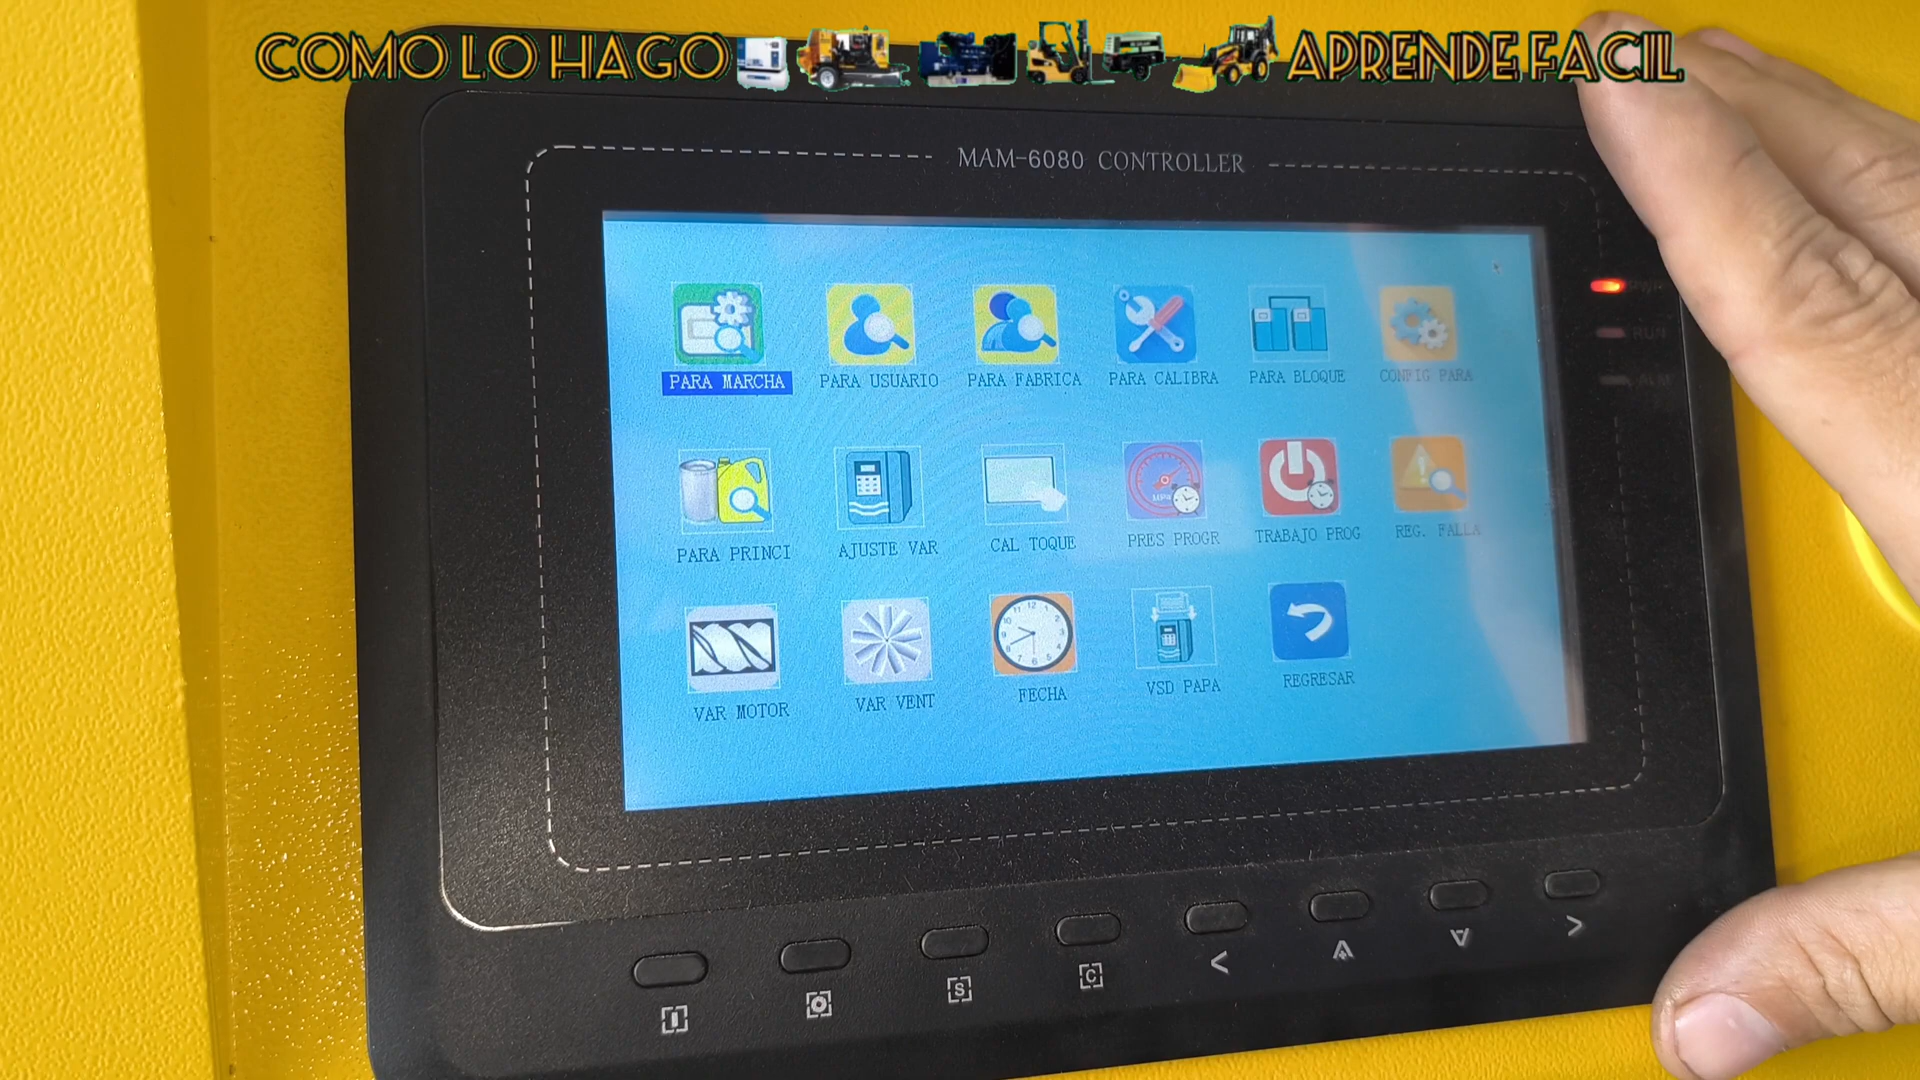 COMO LO HAGO APRENDE FACIL
MAM-6080 CONTROLLER
PWR
RUN
ALM
PARA MARCHA PARA USUARIO PARA FABRICA PARA CALIBRA PARA BLOQUE CONFIG PARA
PARA PRINCI AJUSTE VAR CAL TOQUE PRES PROGR TRABAJO PROG REG. FALLA
VAR MOTOR VAR VENT FECHA VSD PAPA REGRESAR
S C